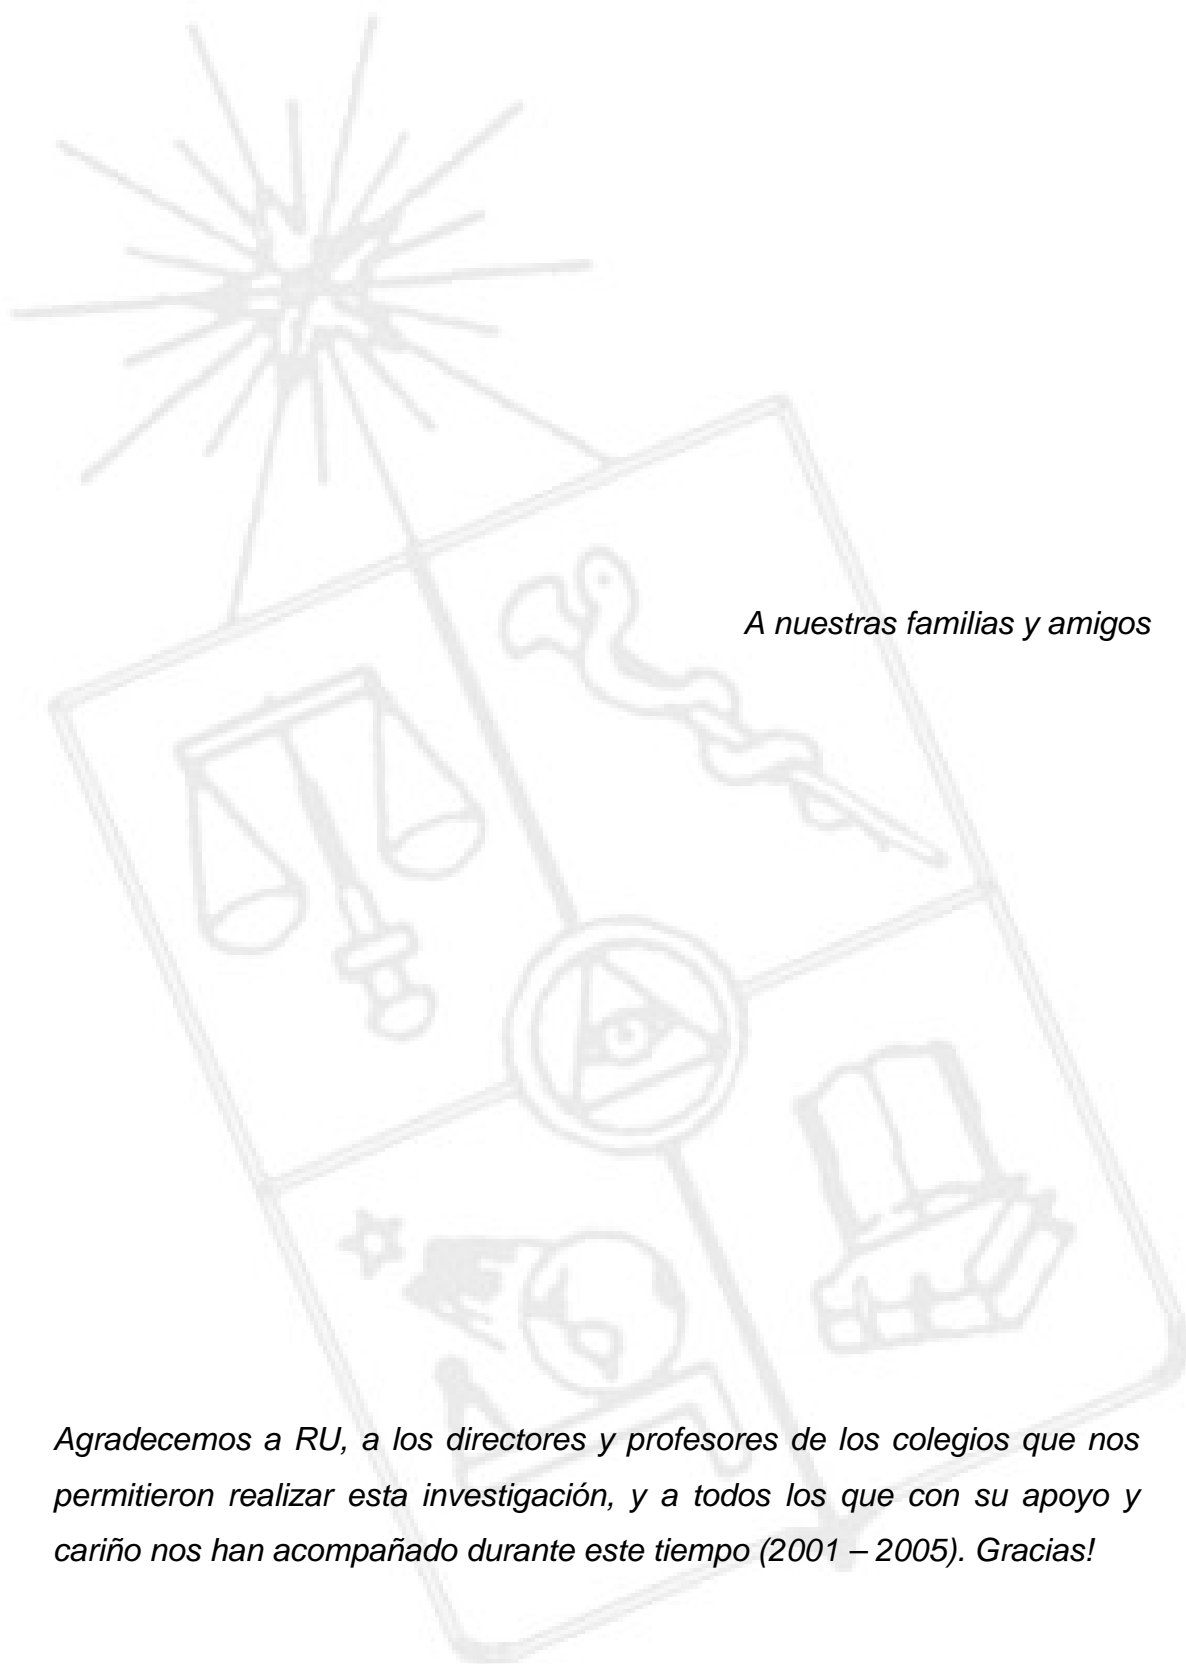 A nuestras familias y amigos
Agradecemos a RU, a los directores y profesores de los colegios que nos
permitieron realizar esta investigación, y a todos los que con su apoyo y
cariño nos han acompañado durante este tiempo (2001 – 2005). Gracias!